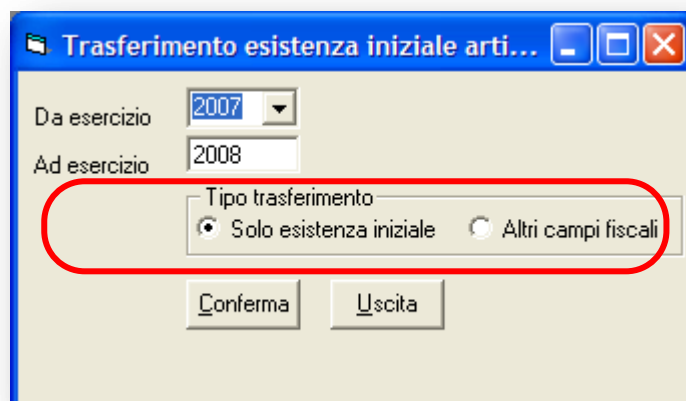 Trasferimento esistenza iniziale arti...
Da esercizio 2007
Ad esercizio 2008
Tipo trasferimento
Solo esistenza iniziale Altri campi fiscali
Conferma Uscita